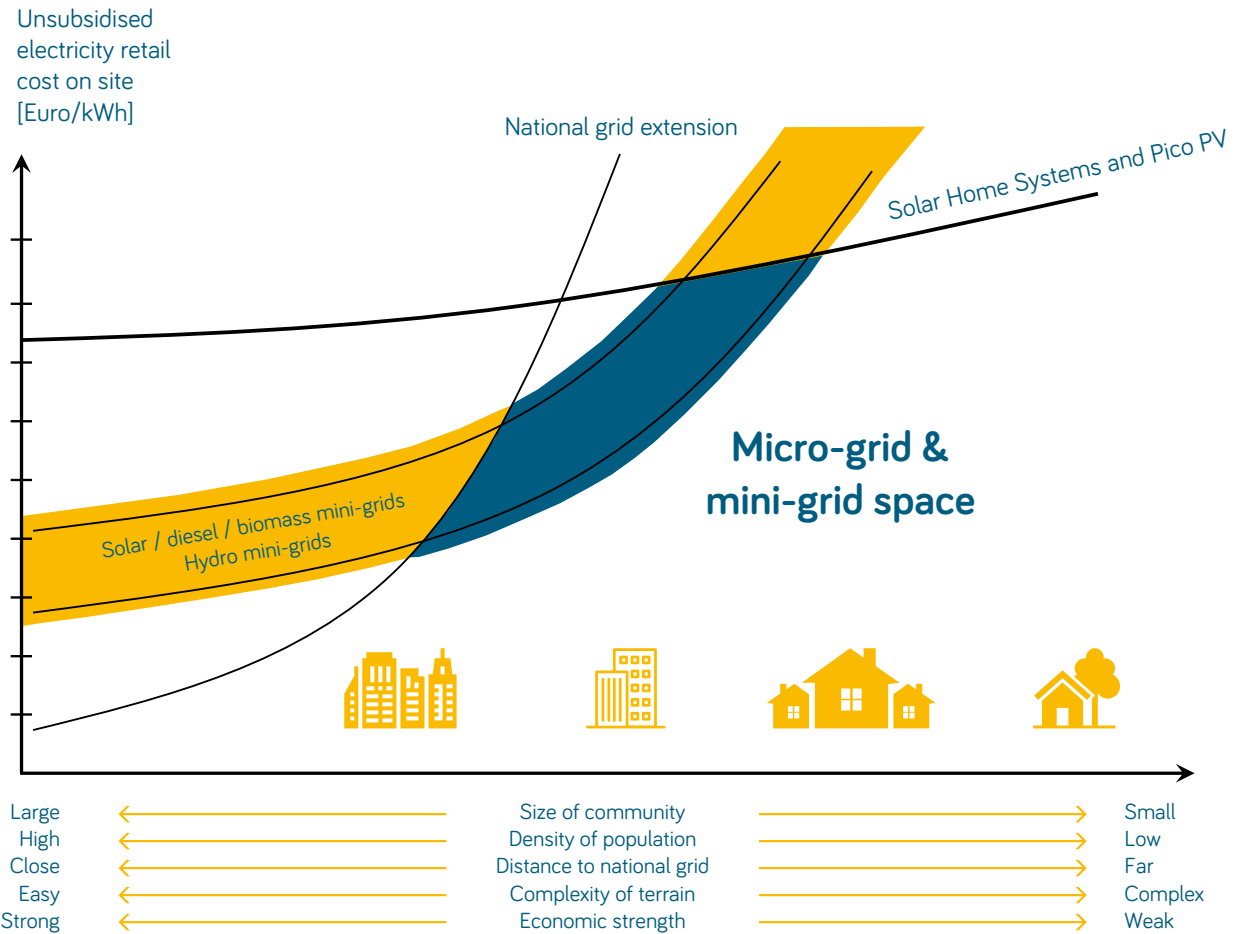 Unsubsidised
electricity retail
cost on site
[Euro/kWh]
National grid extension
Solar Home Systems and Pico PV
Micro-grid &
mini-grid space
Solar / diesel / biomass mini-grids
Hydro mini-grids
Large Size of community Small
High Density of population Low
Close Distance to national grid Far
Easy Complexity of terrain Complex
Strong Economic strength Weak